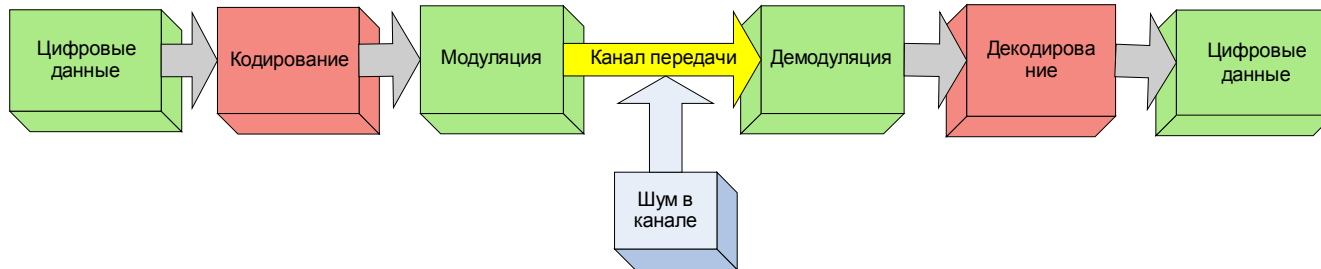 Цифровые
данные
Кодирование
Модуляция
Канал передачи
Демодуляция
Декодирова
ние
Цифровые
данные
Шум в
канале